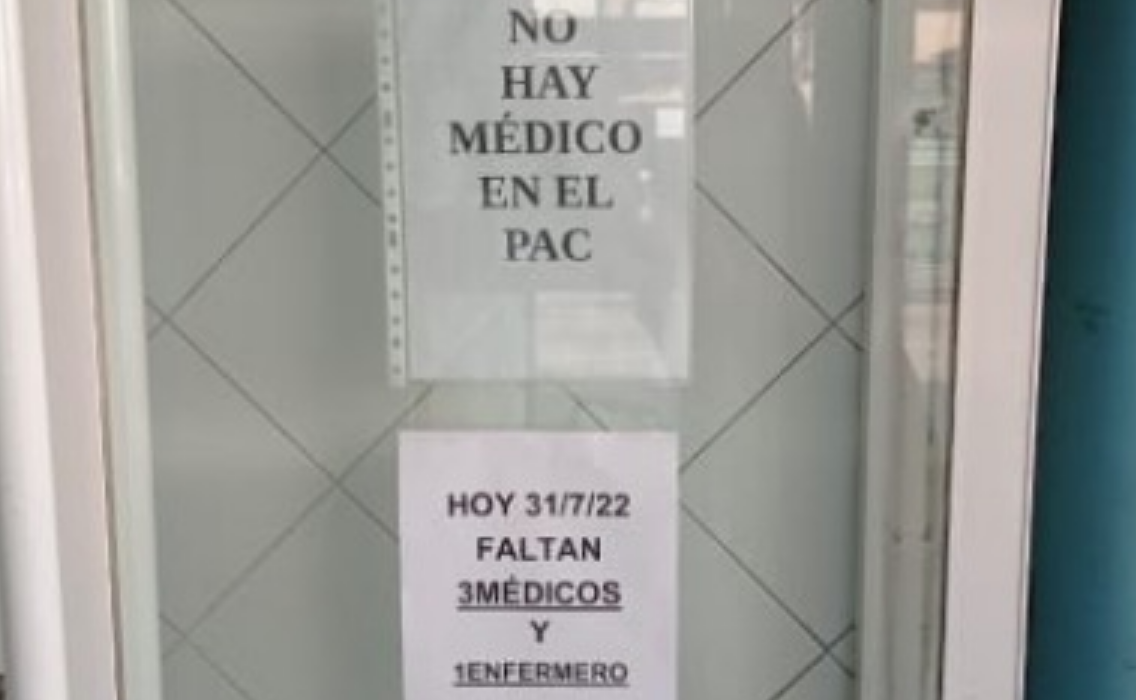 NO
HAY
MÉDICO
EN EL
PAC
HOY 31/7/22
FALTAN
3MÉDICOS
Y
1ENFERMERO